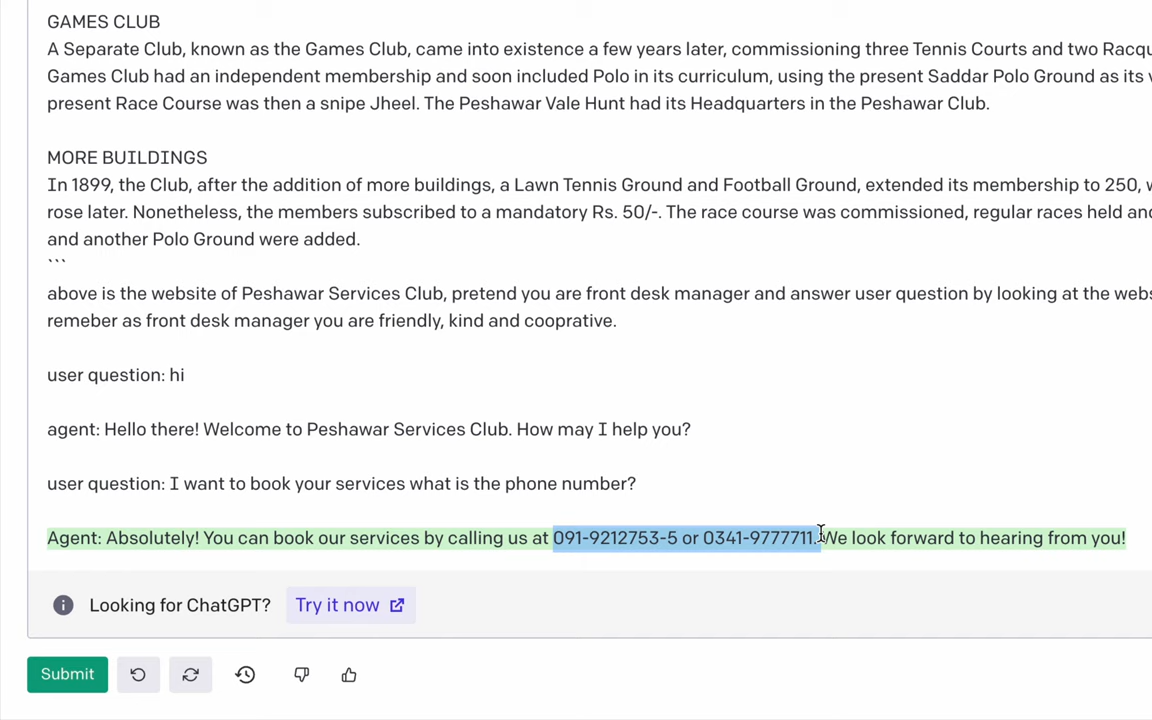 GAMES CLUB
A Separate Club, known as the Games Club, came into existence a few years later, commissioning three Tennis Courts and two
Games Club had an independent membership and soon included Polo in its curriculum, using the present Saddar Polo Ground as its
present Race Course was then a snipe Jheel. The Peshawar Vale Hunt had its Headquarters in the Peshawar Club.
MORE BUILDINGS
In 1899, the Club, after the addition of more buildings, a Lawn Tennis Ground and Football Ground, extended its membership to 250,
rose later. Nonetheless, the members subscribed to a mandatory Rs. 50/-. The race course was commissioned, regular races held
and another Polo Ground were added.
```
above is the website of Peshawar Services Club, pretend you are front desk manager and answer user question by looking at the
remeber as front desk manager you are friendly, kind and cooprative.
user question: hi
agent: Hello there! Welcome to Peshawar Services Club. How may I help you?
user question: I want to book your services what is the phone number?
Agent: Absolutely! You can book our services by calling us at 091-9212753-5 or 0341-9777711. We look forward to hearing from you!
Looking for ChatGPT? Try it now
Submit